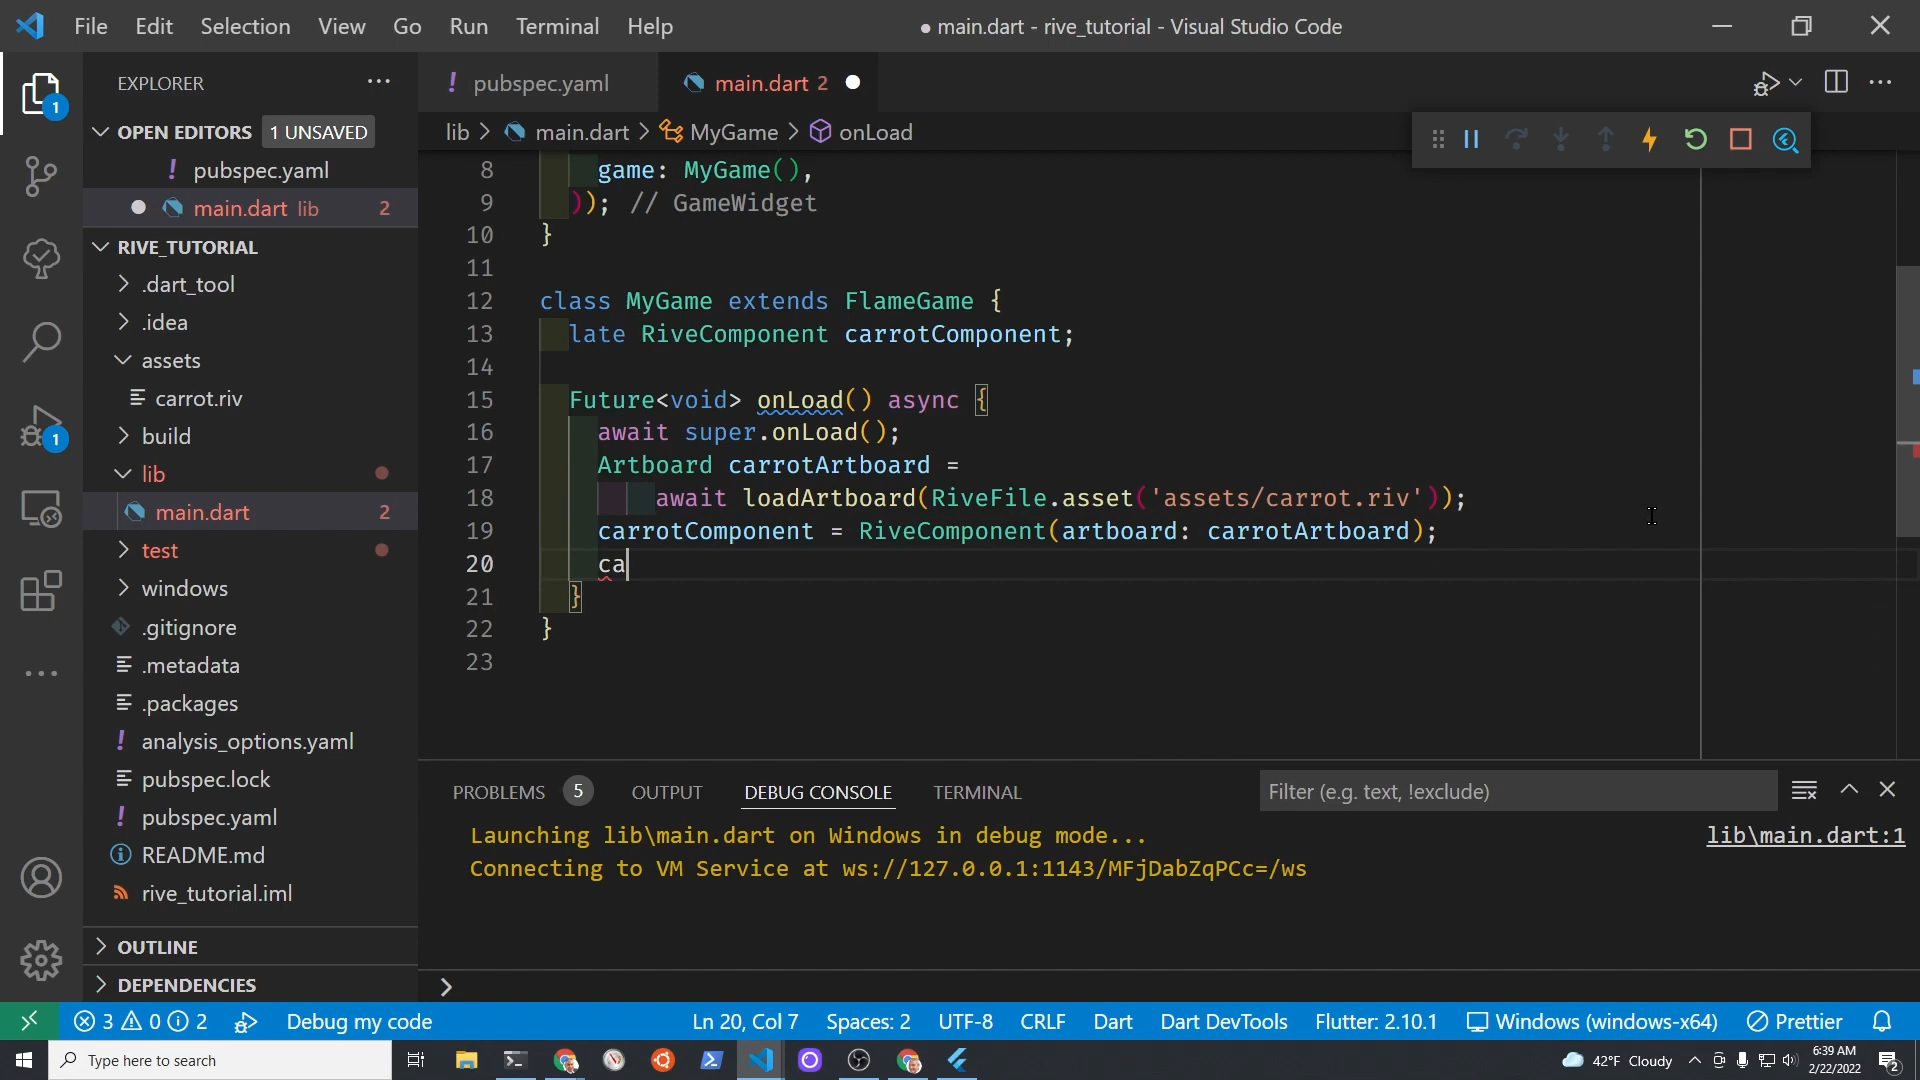 File Edit Selection View Go Run Terminal Help
● main.dart - rive_tutorial - Visual Studio Code
EXPLORER
OPEN EDITORS 1 UNSAVED
! pubspec.yaml
main.dart lib 2
RIVE_TUTORIAL
.dart_tool
.idea
assets
carrot.riv
build
lib
main.dart 2
test
windows
.gitignore
.metadata
.packages
analysis_options.yaml
pubspec.lock
pubspec.yaml
README.md
rive_tutorial.iml
OUTLINE
DEPENDENCIES
1
1
! pubspec.yaml
main.dart 2
lib > main.dart > MyGame > onLoad
8 game: MyGame(),
9 )); // GameWidget
10 }
11
12 class MyGame extends FlameGame {
13 late RiveComponent carrotComponent;
14
15 Future<void> onLoad() async {
16 await super.onLoad();
17 Artboard carrotArtboard =
18 await loadArtboard(RiveFile.asset('assets/carrot.riv'));
19 carrotComponent = RiveComponent(artboard: carrotArtboard);
20 ca
21 }
22 }
23
PROBLEMS 5 OUTPUT DEBUG CONSOLE TERMINAL
Filter (e.g. text, !exclude)
Launching lib\main.dart on Windows in debug mode...
lib\main.dart:1
Connecting to VM Service at ws://127.0.0.1:1143/MFjDabZqPCc=/ws
3 0 2 Debug my code
Ln 20, Col 7 Spaces: 2 UTF-8 CRLF Dart Dart DevTools Flutter: 2.10.1 Windows (windows-x64) Prettier
Type here to search
42°F Cloudy
6:39 AM
2/22/2022
2